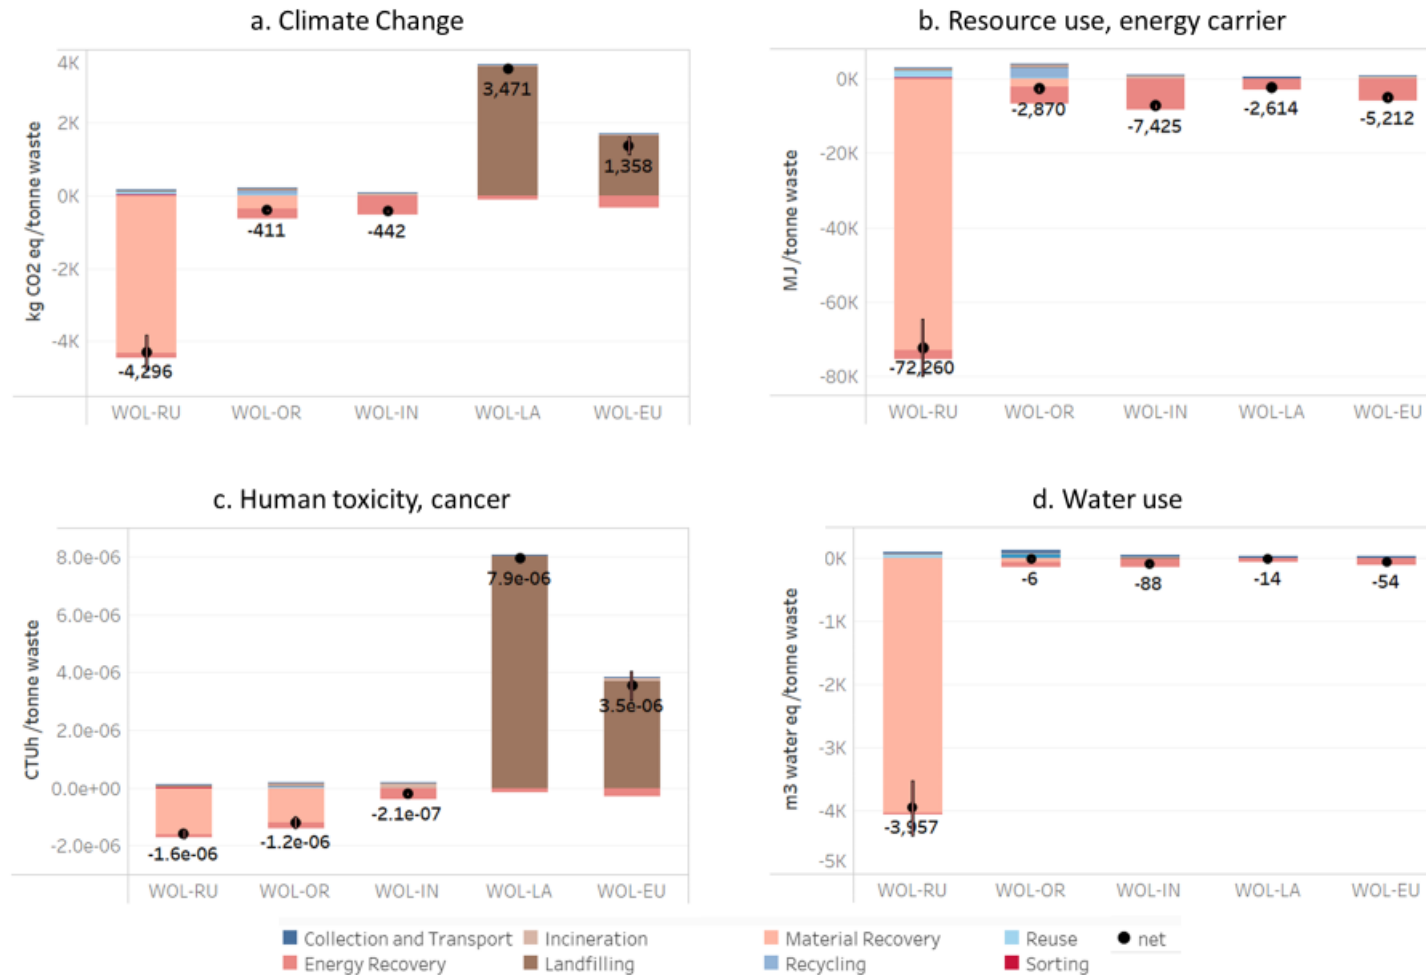 a. Climate Change
4K
2K
0K
-2K
-4K
kg CO2 eq/tonne waste
3,471
1,358
-411
-442
-4,296
WOL-RU WOL-OR WOL-IN WOL-LA WOL-EU
b. Resource use, energy carrier
0K
-20K
-40K
-60K
-80K
MJ/tonne waste
-2,870
-7,425
-2,614
-5,212
-72,260
WOL-RU WOL-OR WOL-IN WOL-LA WOL-EU
c. Human toxicity, cancer
8.0e-06
6.0e-06
4.0e-06
2.0e-06
0.0e+00
-2.0e-06
CTUh/tonne waste
7.9e-06
3.5e-06
-2.1e-07
-1.2e-06
-1.6e-06
WOL-RU WOL-OR WOL-IN WOL-LA WOL-EU
d. Water use
0K
-1K
-2K
-3K
-4K
-5K
m3 water eq/tonne waste
-6
-88
-14
-54
-3,957
WOL-RU WOL-OR WOL-IN WOL-LA WOL-EU
Collection and Transport Incineration Material Recovery Reuse net
Energy Recovery Landfilling Recycling Sorting